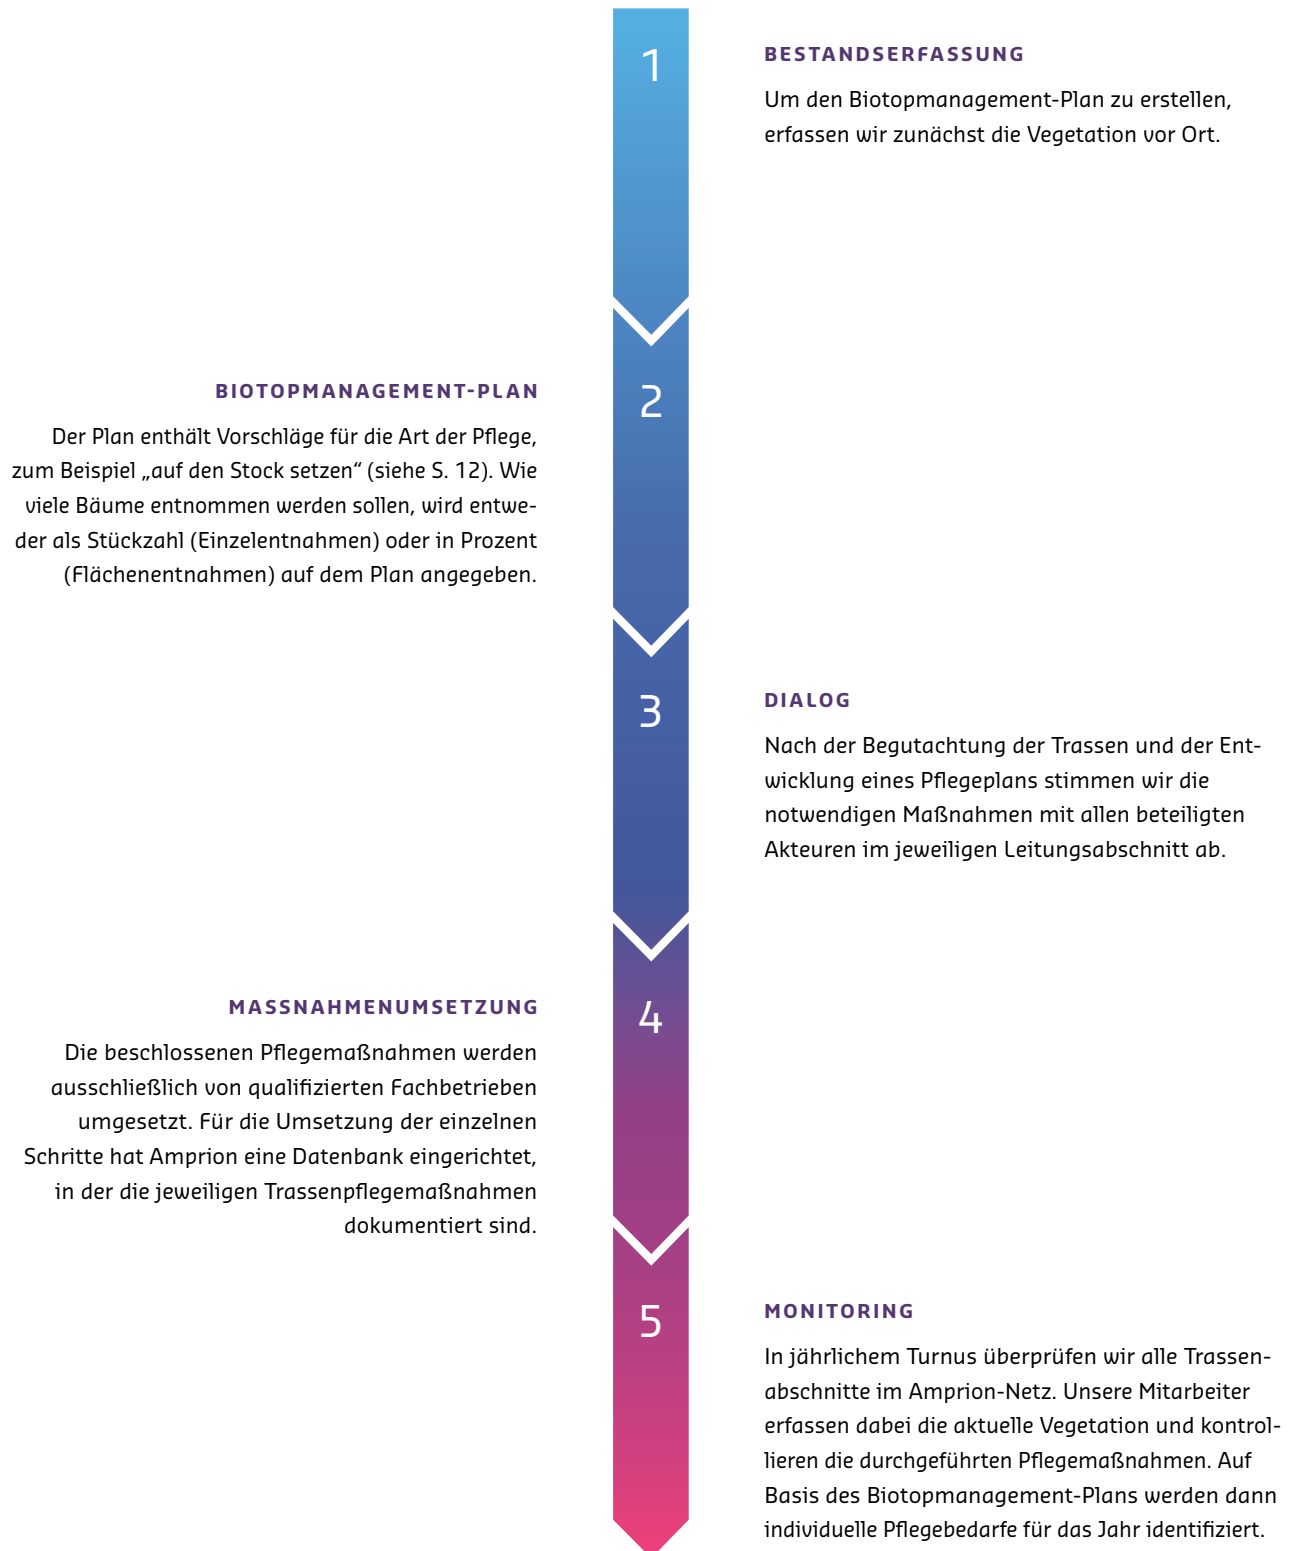 1
BESTANDSERFASSUNG
Um den Biotopmanagement-Plan zu erstellen,
erfassen wir zunächst die Vegetation vor Ort.
2
BIOTOPMANAGEMENT-PLAN
Der Plan enthält Vorschläge für die Art der Pflege,
zum Beispiel „auf den Stock setzen“ (siehe S. 12). Wie
viele Bäume entnommen werden sollen, wird entwe-
der als Stückzahl (Einzelentnahmen) oder in Prozent
(Flächenentnahmen) auf dem Plan angegeben.
3
DIALOG
Nach der Begutachtung der Trassen und der Ent-
wicklung eines Pflegeplans stimmen wir die
notwendigen Maßnahmen mit allen beteiligten
Akteuren im jeweiligen Leitungsabschnitt ab.
4
MASSNAHMENUMSETZUNG
Die beschlossenen Pflegemaßnahmen werden
ausschließlich von qualifizierten Fachbetrieben
umgesetzt. Für die Umsetzung der einzelnen
Schritte hat Amprion eine Datenbank eingerichtet,
in der die jeweiligen Trassenpflegemaßnahmen
dokumentiert sind.
5
MONITORING
In jährlichem Turnus überprüfen wir alle Trassen-
abschnitte im Amprion-Netz. Unsere Mitarbeiter
erfassen dabei die aktuelle Vegetation und kontrol-
lieren die durchgeführten Pflegemaßnahmen. Auf
Basis des Biotopmanagement-Plans werden dann
individuelle Pflegebedarfe für das Jahr identifiziert.